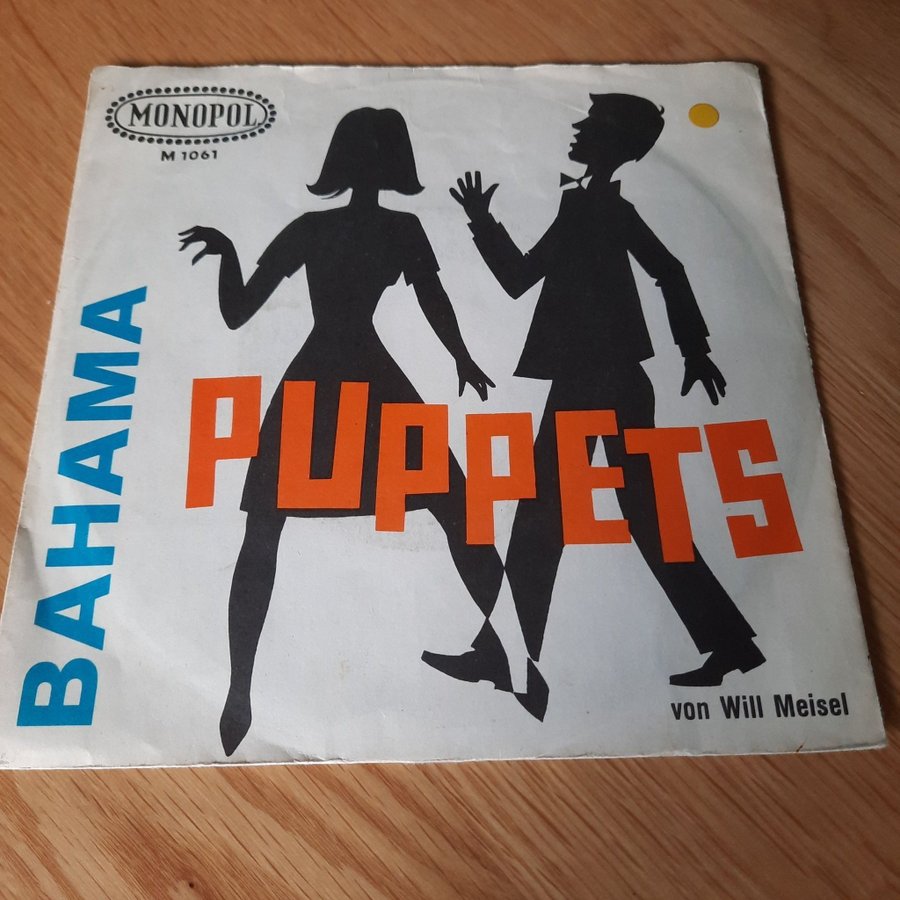 MONOPOL
M 1061
BAHAMA
PUPPETS
von Will Meisel